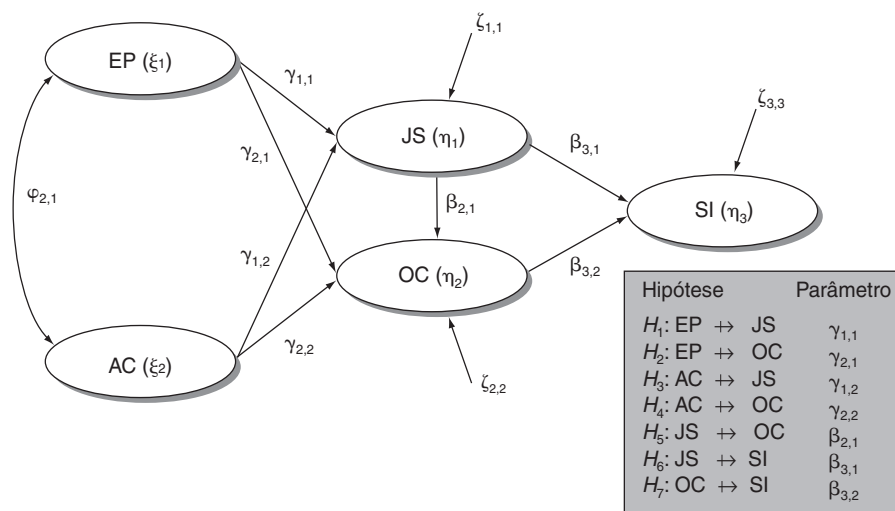 EP (ξ1)
ζ1,1
γ1,1
JS (η1)
ζ3,3
γ2,1
β3,1
φ2,1
β2,1
SI (η3)
γ1,2
OC (η2)
β3,2
AC (ξ2)
γ2,2
ζ2,2
Hipótese Parâmetro
H1: EP ↦ JS γ1,1
H2: EP ↦ OC γ2,1
H3: AC ↦ JS γ1,2
H4: AC ↦ OC γ2,2
H5: JS ↦ OC β2,1
H6: JS ↦ SI β3,1
H7: OC ↦ SI β3,2